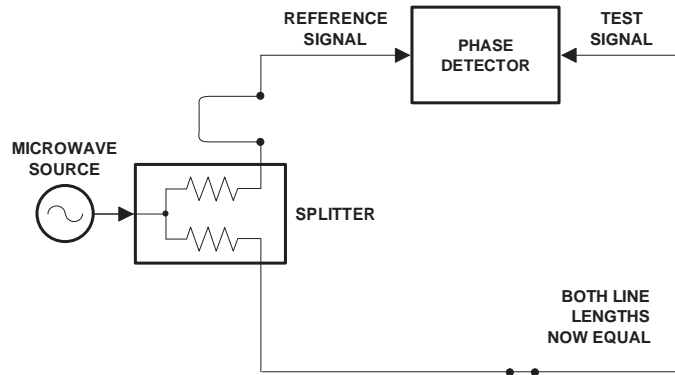 REFERENCE
SIGNAL
PHASE
DETECTOR
TEST
SIGNAL
MICROWAVE
SOURCE
SPLITTER
BOTH LINE
LENGTHS
NOW EQUAL